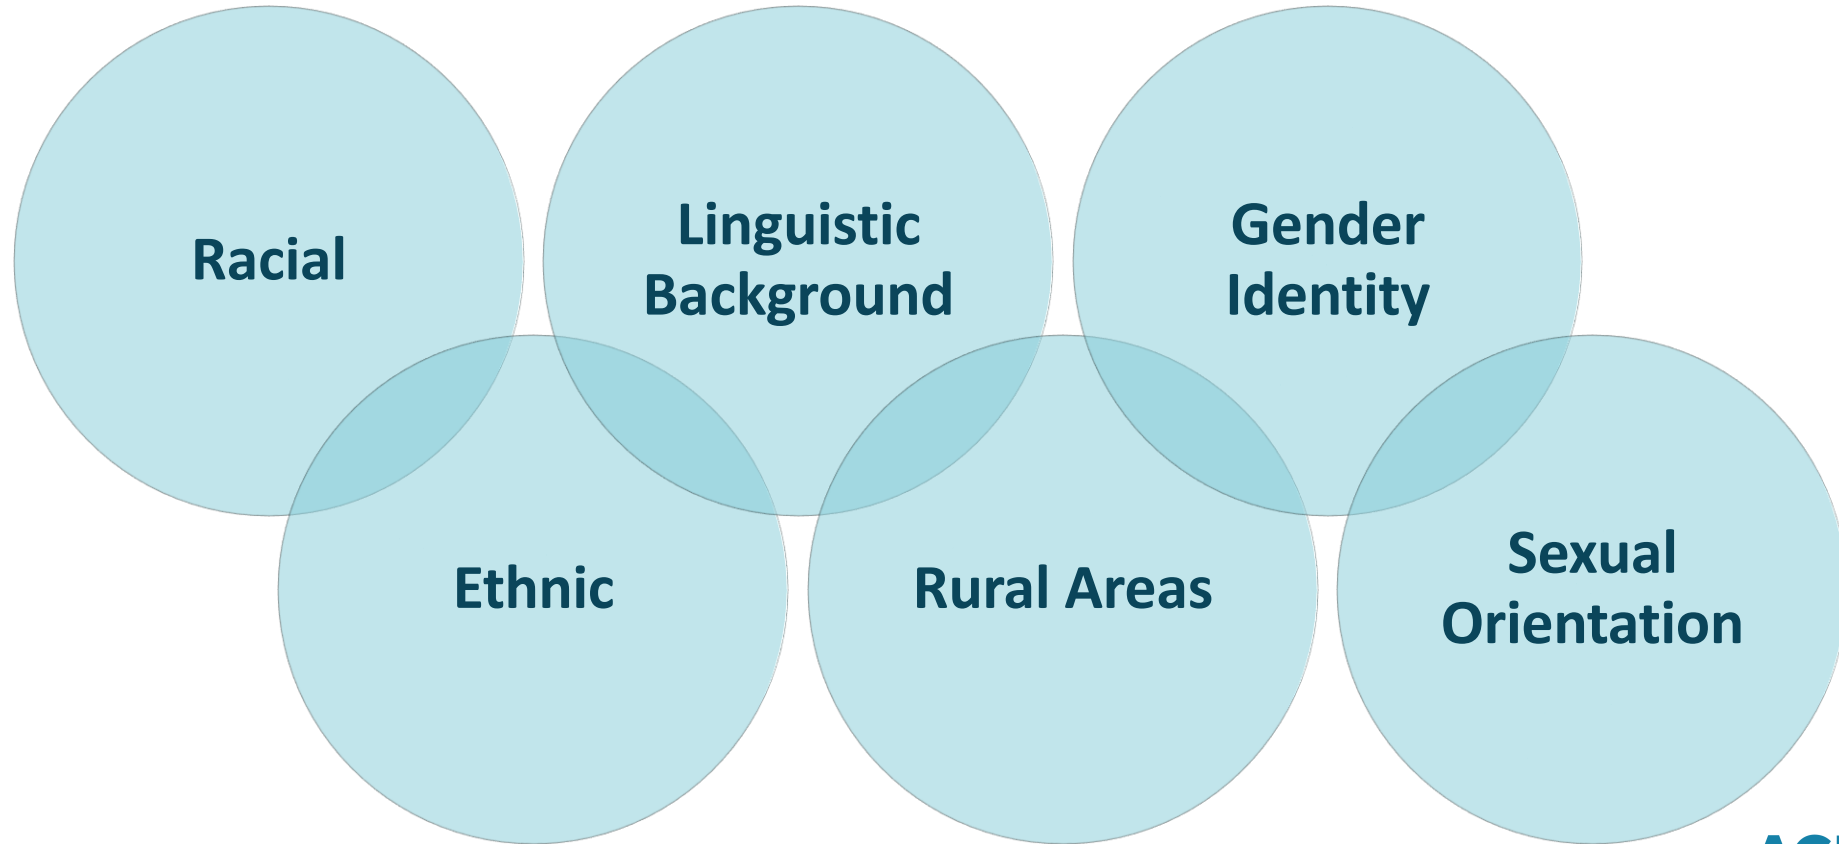 Racial
Linguistic
Background
Gender
Identity
Ethnic
Rural Areas
Sexual
Orientation